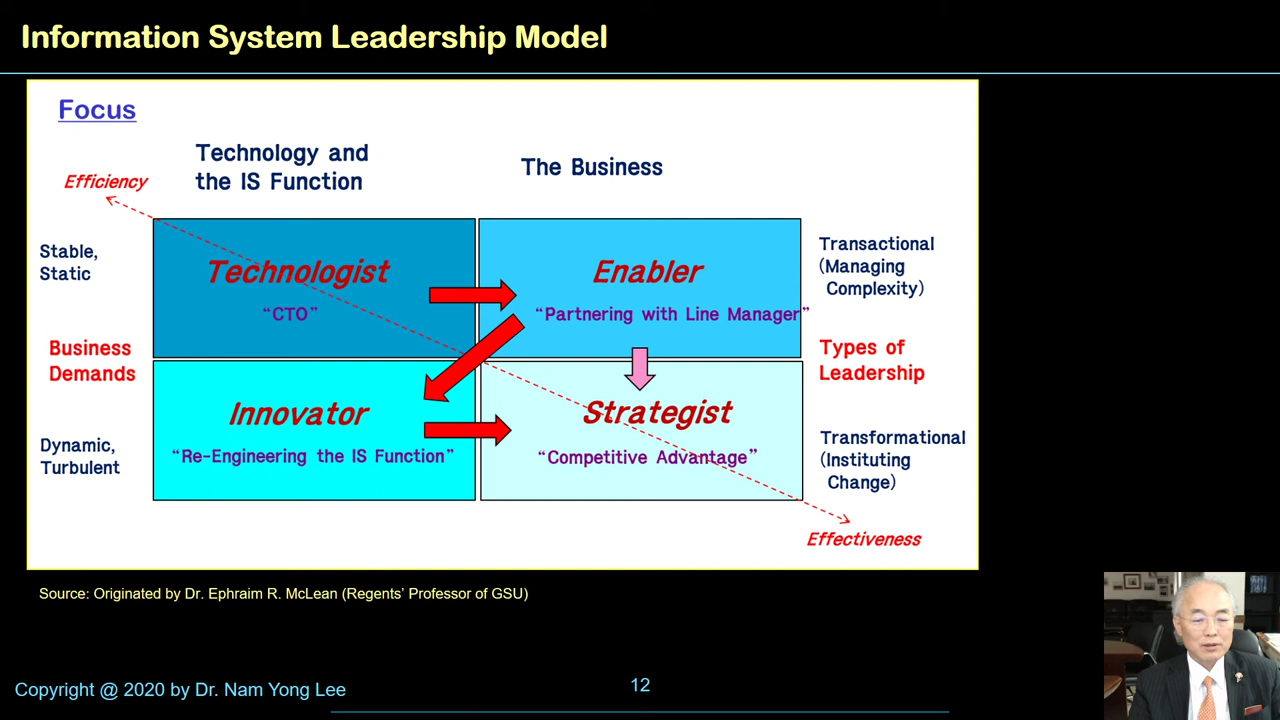 Information System Leadership Model
Focus
Technology and
the IS Function
The Business
Efficiency
Stable,
Static
Technologist
"CTO"
Enabler
"Partnering with Line Manager"
Transactional
(Managing
Complexity)
Business
Demands
Types of
Leadership
Innovator
"Re-Engineering the IS Function"
Strategist
"Competitive Advantage"
Dynamic,
Turbulent
Transformational
(Instituting
Change)
Effectiveness
Source: Originated by Dr. Ephraim R. McLean (Regents' Professor of GSU)
Copyright @ 2020 by Dr. Nam Yong Lee
12